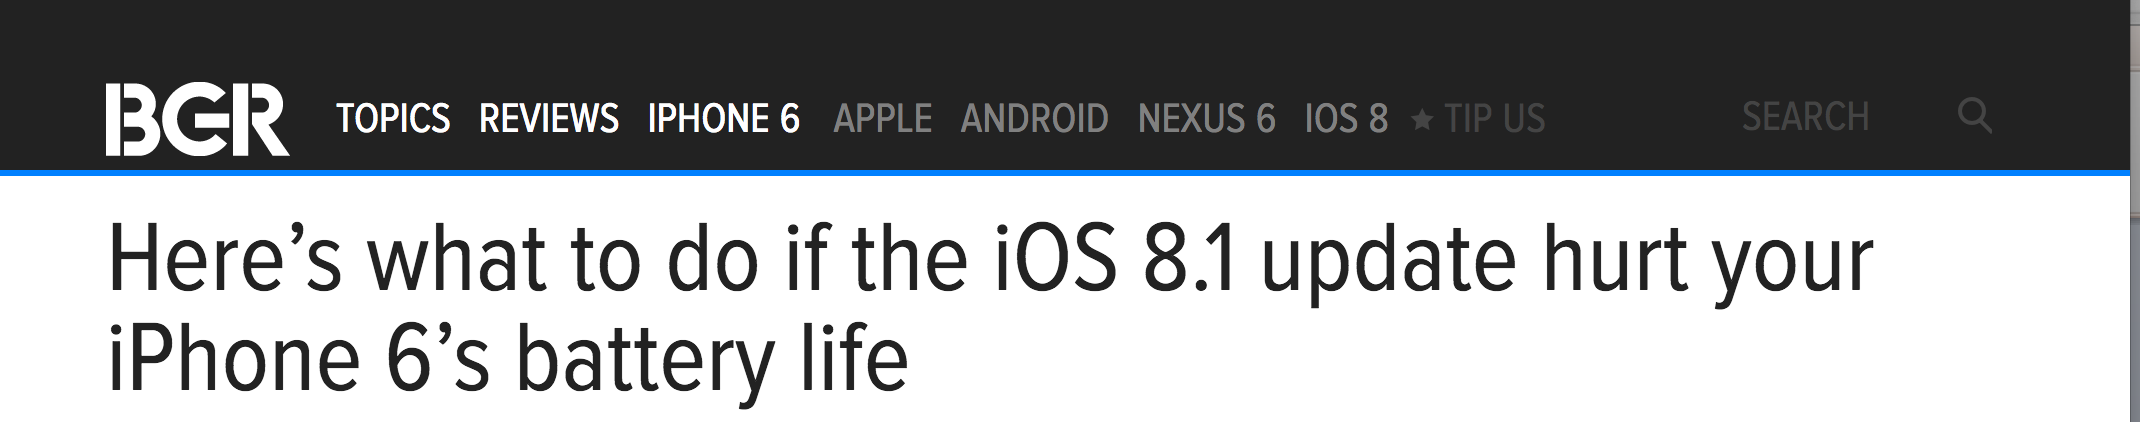 BGR TOPICS REVIEWS IPHONE 6 APPLE ANDROID NEXUS 6 IOS 8 ★ TIP US SEARCH
Here’s what to do if the iOS 8.1 update hurt your
iPhone 6’s battery life